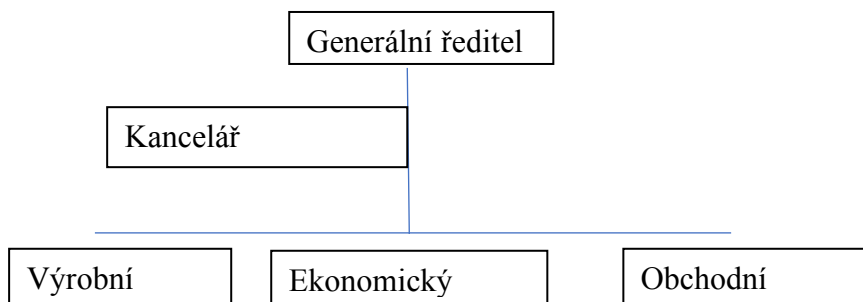 Generální ředitel
Kancelář
Výrobní
Ekonomický
Obchodní